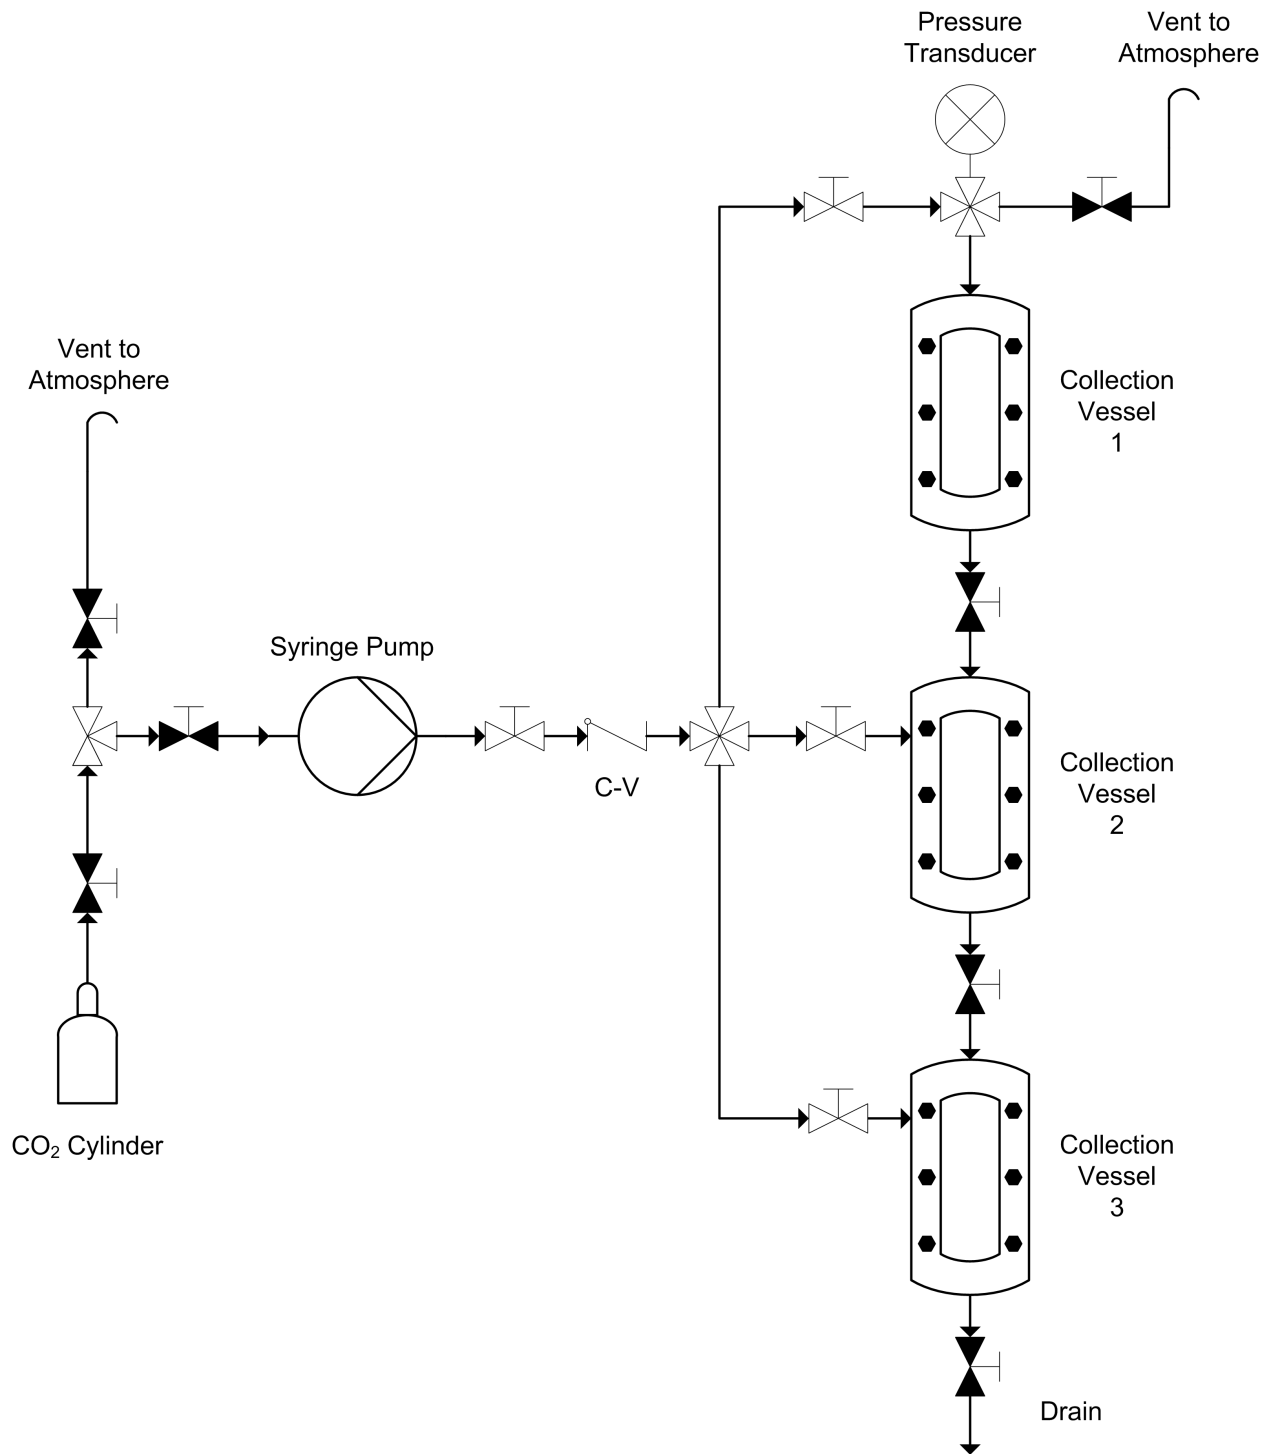 Pressure
Transducer
Vent to
Atmosphere
Vent to
Atmosphere
Collection
Vessel
1
Syringe Pump
C-V
Collection
Vessel
2
CO₂ Cylinder
Collection
Vessel
3
Drain